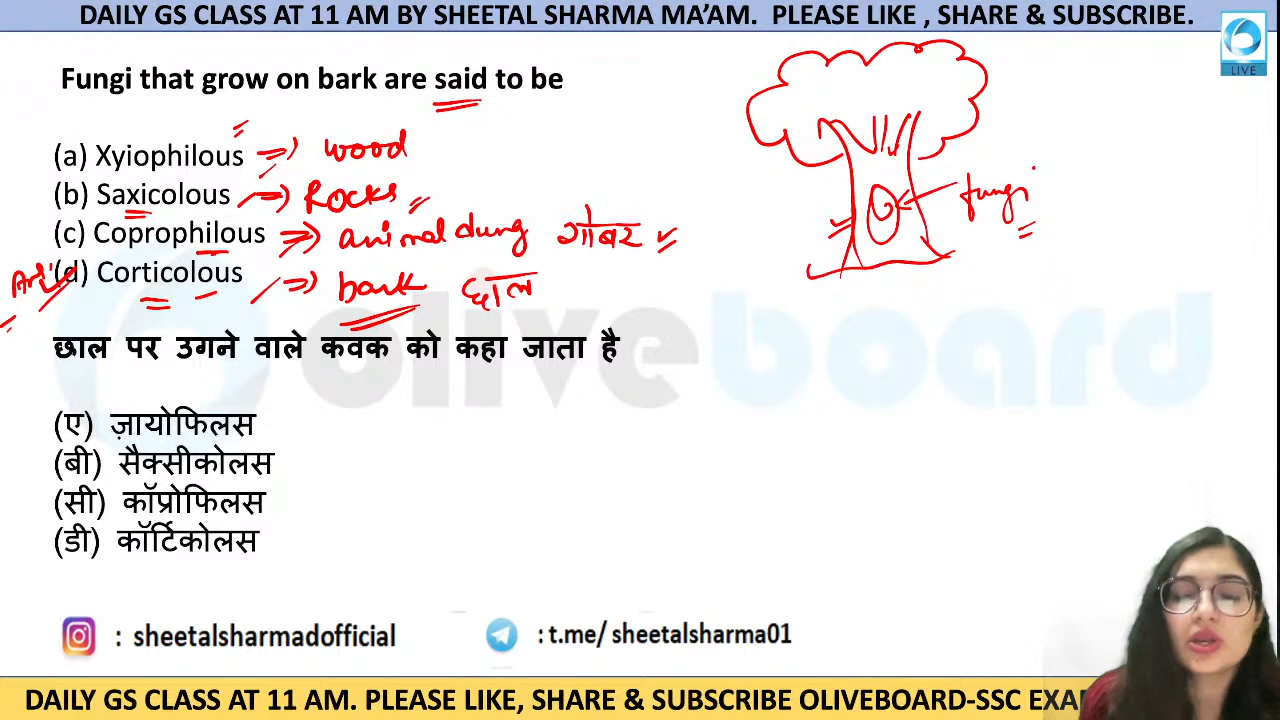 DAILY GS CLASS AT 11 AM BY SHEETAL SHARMA MA'AM. PLEASE LIKE , SHARE & SUBSCRIBE.
LIVE
Fungi that grow on bark are said to be
(a) Xyiophilous => wood
(b) Saxicolous => Rocks
(c) Coprophilous => animal dung गोबर
Ans (d) Corticolous => bark छाल
fungi
oliveboard
छाल पर उगने वाले कवक को कहा जाता है
(ए) ज़ायोफिलस
(बी) सैक्सीकोलस
(सी) कॉप्रोफिलस
(डी) कॉर्टिकोलस
: sheetalsharmadofficial
: t.me/ sheetalsharma01
DAILY GS CLASS AT 11 AM. PLEASE LIKE, SHARE & SUBSCRIBE OLIVEBOARD-SSC EXA